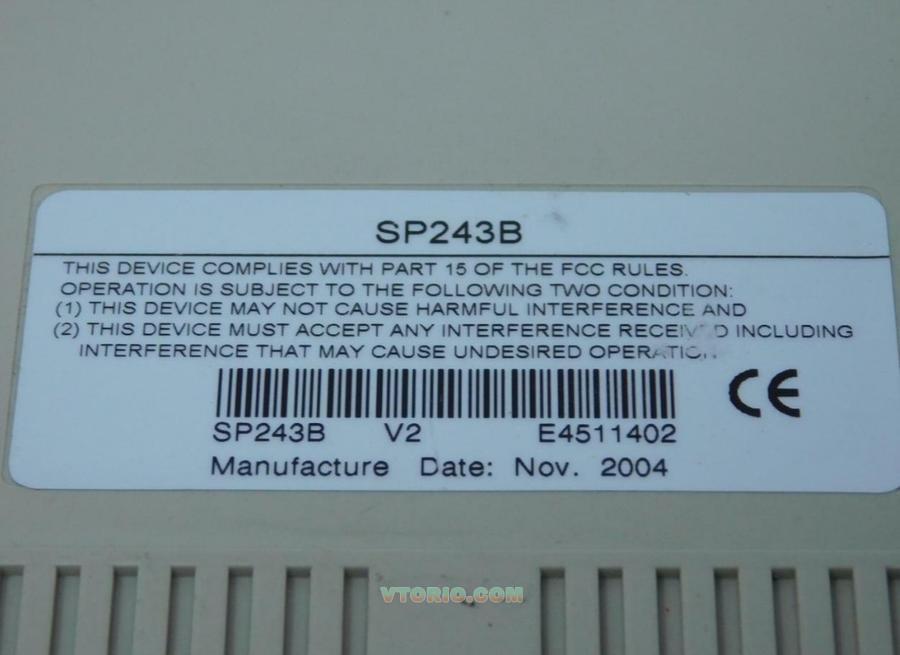 SP243B
THIS DEVICE COMPLIES WITH PART 15 OF THE FCC RULES.
OPERATION IS SUBJECT TO THE FOLLOWING TWO CONDITION:
(1) THIS DEVICE MAY NOT CAUSE HARMFUL INTERFERENCE AND
(2) THIS DEVICE MUST ACCEPT ANY INTERFERENCE RECEIVED INCLUDING
INTERFERENCE THAT MAY CAUSE UNDESIRED OPERATION
CE
SP243B V2 E4511402
Manufacture Date: Nov. 2004
VTORIO.COM